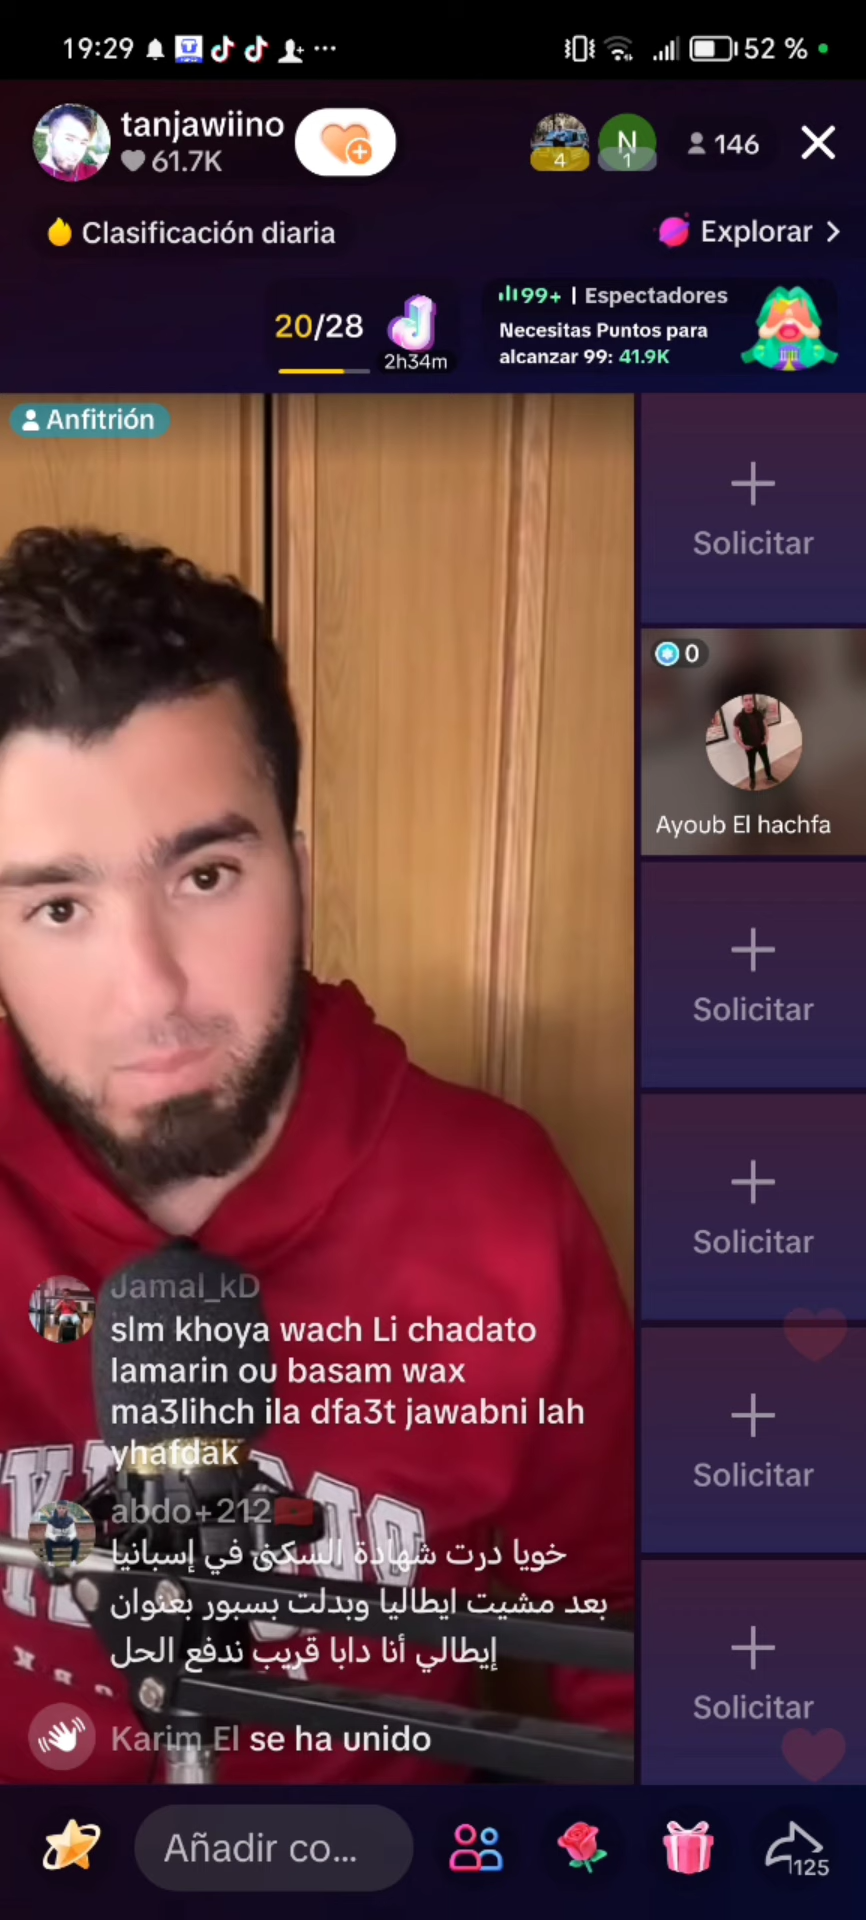 19:29
52 %
tanjawiino
61.7K
4
N
1
146
Clasificación diaria
Explorar
20/28
2h34m
99+ | Espectadores
Necesitas Puntos para
alcanzar 99: 41.9K
Anfitrión
Solicitar
0
Ayoub El hachfa
Solicitar
Solicitar
Solicitar
Solicitar
Jamal_kD
slm khoya wach Li chadato
lamarin ou basam wax
ma3lihch ila dfa3t jawabni lah
yhafdak
abdo+212
خويا درت شهادة السكنى في إسبانيا
بعد مشيت ايطاليا وبدلت بسبور بعنوان
إيطالي أنا دابا قريب ندفع الحل
Karim,El se ha unido
Añadir co...
125